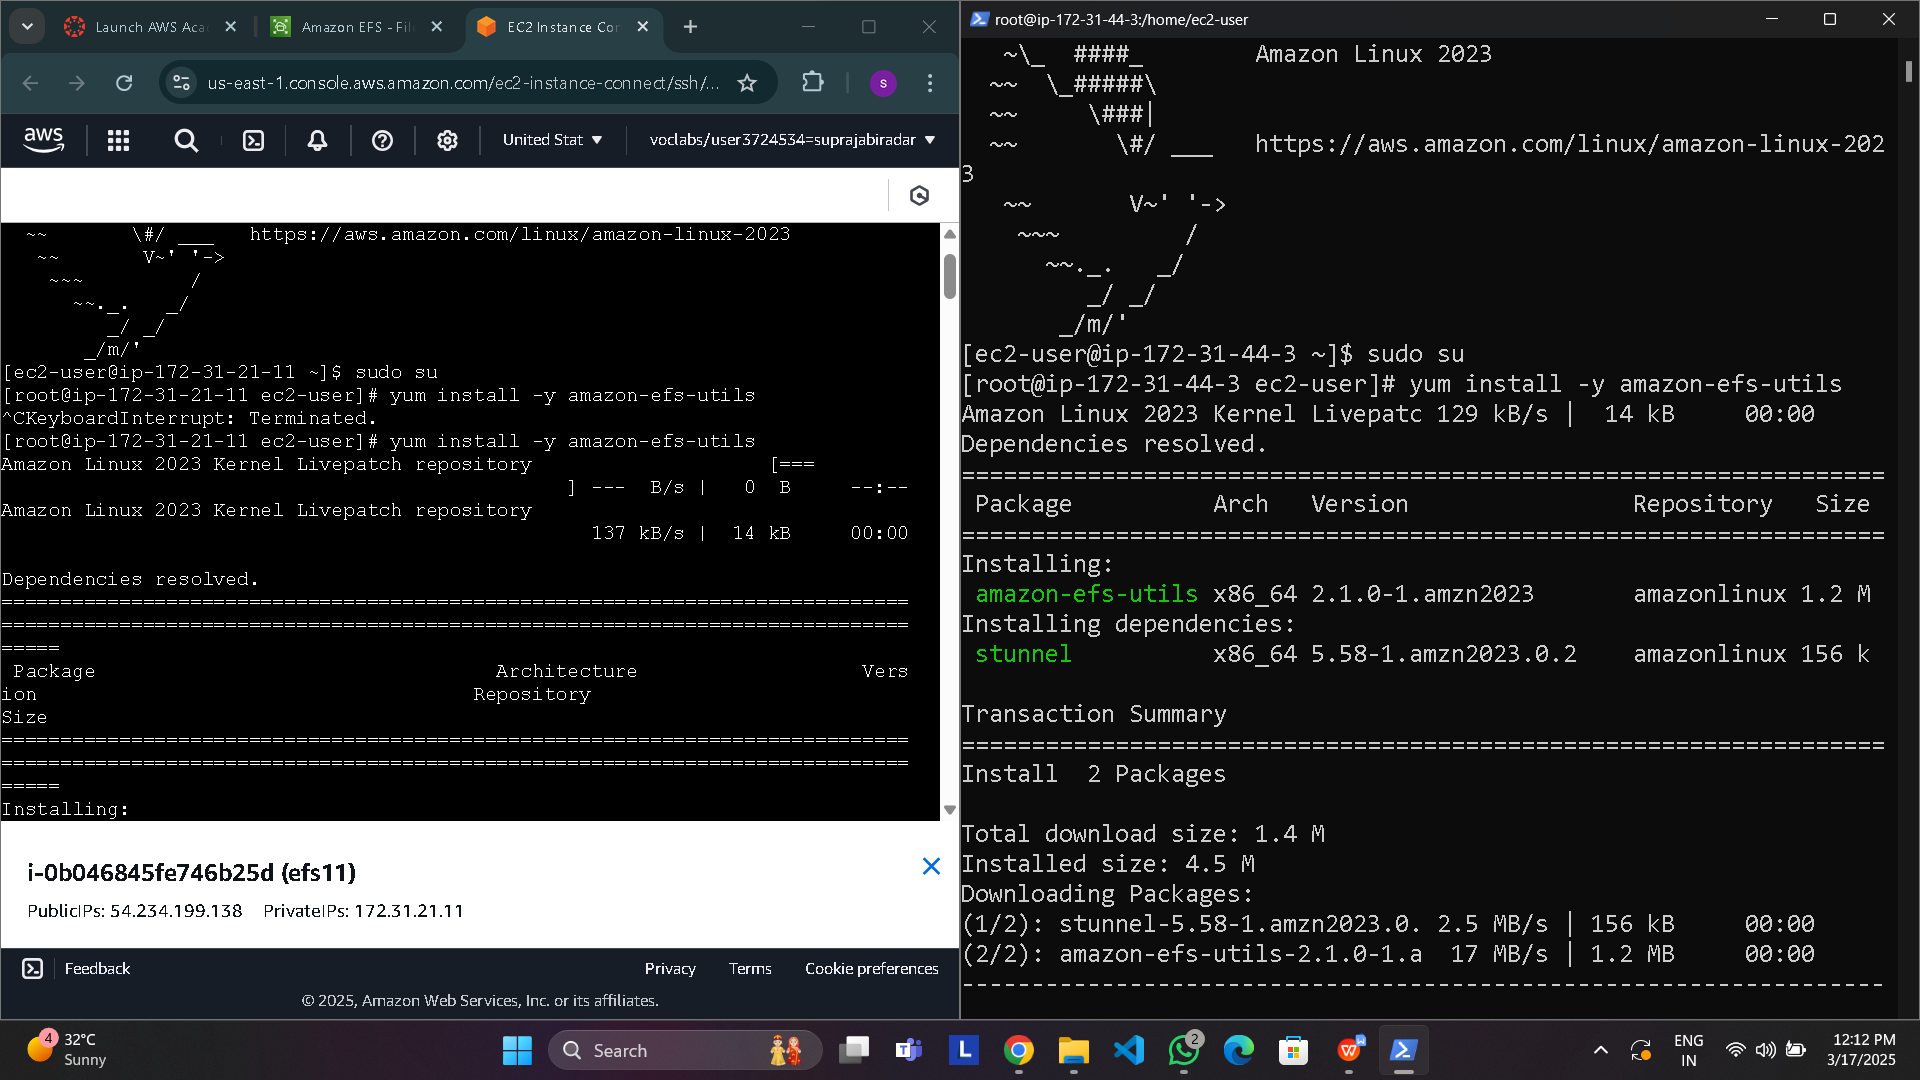 Launch AWS Aca
Amazon EFS - Fil
EC2 Instance Co
us-east-1.console.aws.amazon.com/ec2-instance-connect/ssh/...
s
aws
United Stat ▼
voclabs/user3724534=suprajabiradar ▼
~~         \#/ ___   https://aws.amazon.com/linux/amazon-linux-2023
   ~~       V~' '->
    ~~~         /
      ~~._.   _/
         _/ _/
       _/m/'
[ec2-user@ip-172-31-21-11 ~]$ sudo su
[root@ip-172-31-21-11 ec2-user]# yum install -y amazon-efs-utils
^CKeyboardInterrupt: Terminated.
[root@ip-172-31-21-11 ec2-user]# yum install -y amazon-efs-utils
Amazon Linux 2023 Kernel Livepatch repository                    [===
] ---  B/s |   0  B     --:--
Amazon Linux 2023 Kernel Livepatch repository
137 kB/s |  14 kB     00:00
Dependencies resolved.
=============================================================================
=============================================================================
=====
Package                                  Architecture                   Vers
ion                                     Repository
Size
=============================================================================
=============================================================================
=====
Installing:
i-0b046845fe746b25d (efs11)
PublicIPs: 54.234.199.138    PrivateIPs: 172.31.21.11
Feedback
Privacy
Terms
Cookie preferences
© 2025, Amazon Web Services, Inc. or its affiliates.
root@ip-172-31-44-3:/home/ec2-user
   ~\_  ####_        Amazon Linux 2023
  ~~  \_#####\
  ~~     \###|
  ~~       \#/ ___   https://aws.amazon.com/linux/amazon-linux-202
3
   ~~       V~' '->
    ~~~         /
      ~~._.   _/
         _/ _/
       _/m/'
[ec2-user@ip-172-31-44-3 ~]$ sudo su
[root@ip-172-31-44-3 ec2-user]# yum install -y amazon-efs-utils
Amazon Linux 2023 Kernel Livepatc 129 kB/s |  14 kB     00:00
Dependencies resolved.
==================================================================
 Package          Arch   Version                Repository   Size
==================================================================
Installing:
 amazon-efs-utils x86_64 2.1.0-1.amzn2023       amazonlinux 1.2 M
Installing dependencies:
 stunnel          x86_64 5.58-1.amzn2023.0.2    amazonlinux 156 k
Transaction Summary
==================================================================
Install  2 Packages
Total download size: 1.4 M
Installed size: 4.5 M
Downloading Packages:
(1/2): stunnel-5.58-1.amzn2023.0. 2.5 MB/s | 156 kB     00:00
(2/2): amazon-efs-utils-2.1.0-1.a  17 MB/s | 1.2 MB     00:00
------------------------------------------------------------------
4
32°C
Sunny
Search
L
2
ENG
IN
12:12 PM
3/17/2025